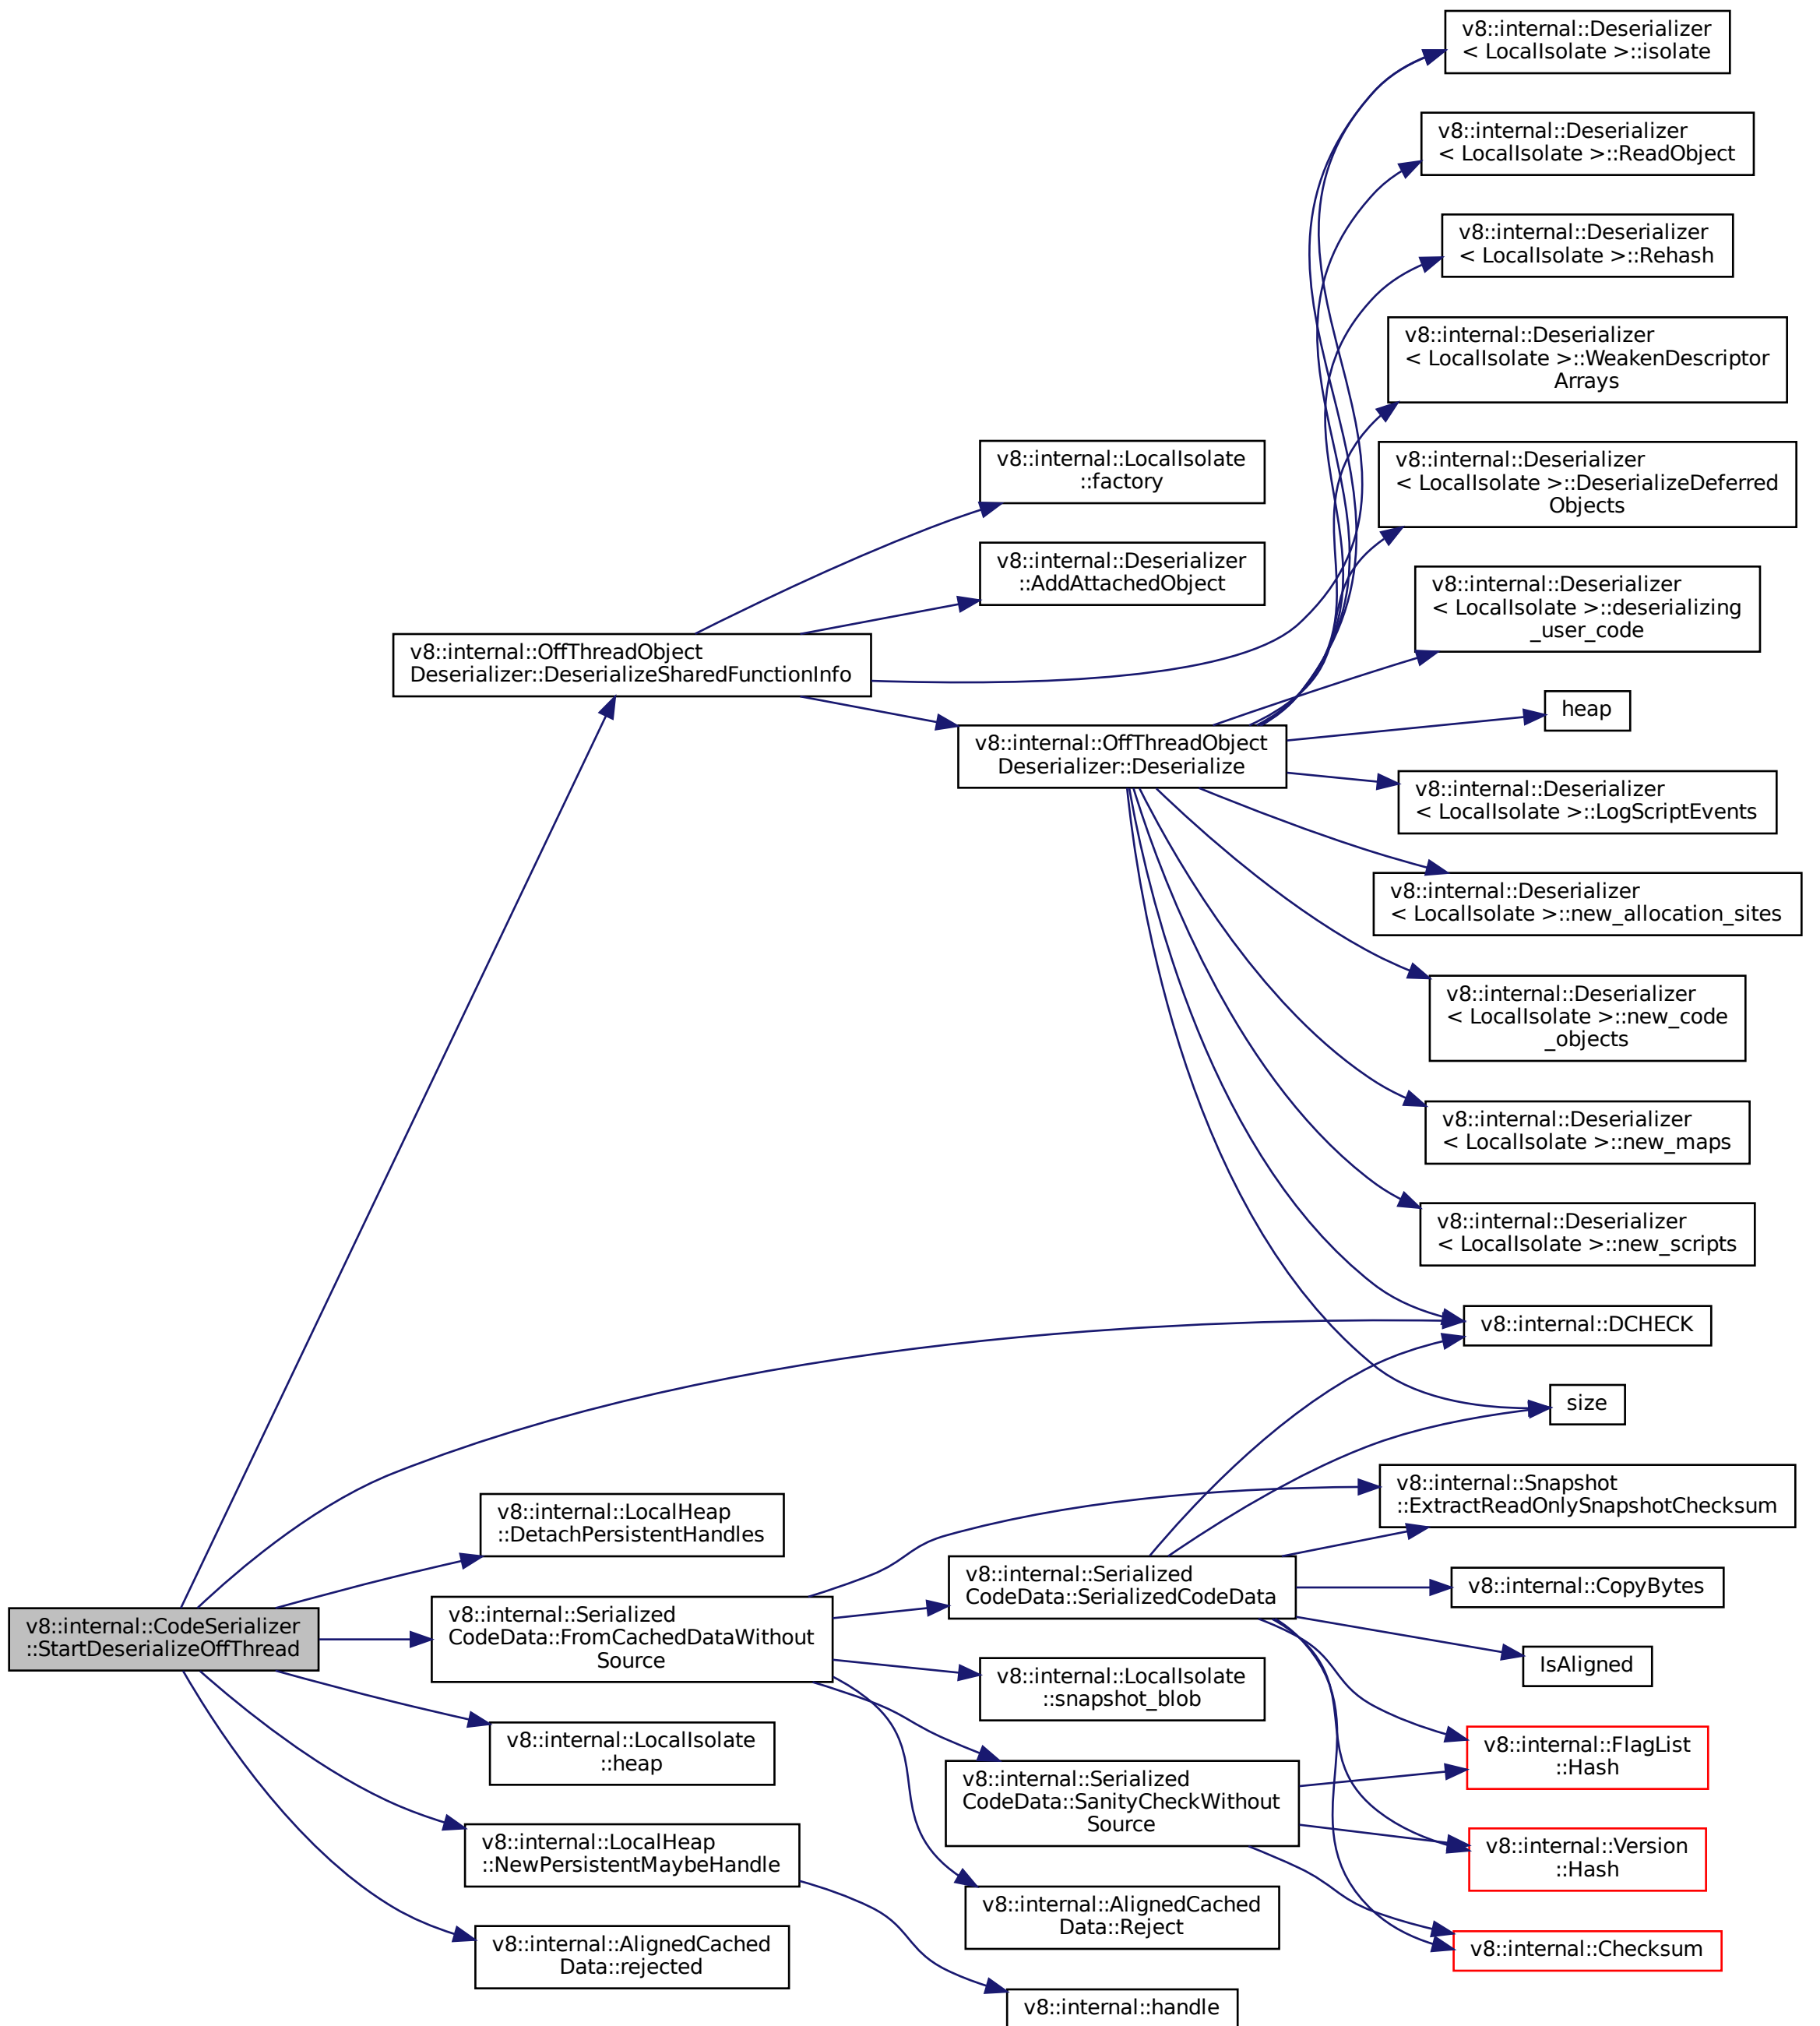 v8::internal::Deserializer
< LocalIsolate >::isolate
v8::internal::Deserializer
< LocalIsolate >::ReadObject
v8::internal::Deserializer
< LocalIsolate >::Rehash
v8::internal::Deserializer
< LocalIsolate >::WeakenDescriptor
Arrays
v8::internal::LocalIsolate
::factory
v8::internal::Deserializer
< LocalIsolate >::DeserializeDeferred
Objects
v8::internal::Deserializer
::AddAttachedObject
v8::internal::Deserializer
< LocalIsolate >::deserializing
_user_code
v8::internal::OffThreadObject
Deserializer::DeserializeSharedFunctionInfo
heap
v8::internal::OffThreadObject
Deserializer::Deserialize
v8::internal::Deserializer
< LocalIsolate >::LogScriptEvents
v8::internal::Deserializer
< LocalIsolate >::new_allocation_sites
v8::internal::Deserializer
< LocalIsolate >::new_code
_objects
v8::internal::Deserializer
< LocalIsolate >::new_maps
v8::internal::Deserializer
< LocalIsolate >::new_scripts
v8::internal::DCHECK
size
v8::internal::Snapshot
::ExtractReadOnlySnapshotChecksum
v8::internal::LocalHeap
::DetachPersistentHandles
v8::internal::Serialized
CodeData::SerializedCodeData
v8::internal::CopyBytes
v8::internal::CodeSerializer
::StartDeserializeOffThread
v8::internal::Serialized
CodeData::FromCachedDataWithout
Source
IsAligned
v8::internal::LocalIsolate
::snapshot_blob
v8::internal::LocalIsolate
::heap
v8::internal::FlagList
::Hash
v8::internal::Serialized
CodeData::SanityCheckWithout
Source
v8::internal::LocalHeap
::NewPersistentMaybeHandle
v8::internal::Version
::Hash
v8::internal::AlignedCached
Data::Reject
v8::internal::AlignedCached
Data::rejected
v8::internal::Checksum
v8::internal::handle